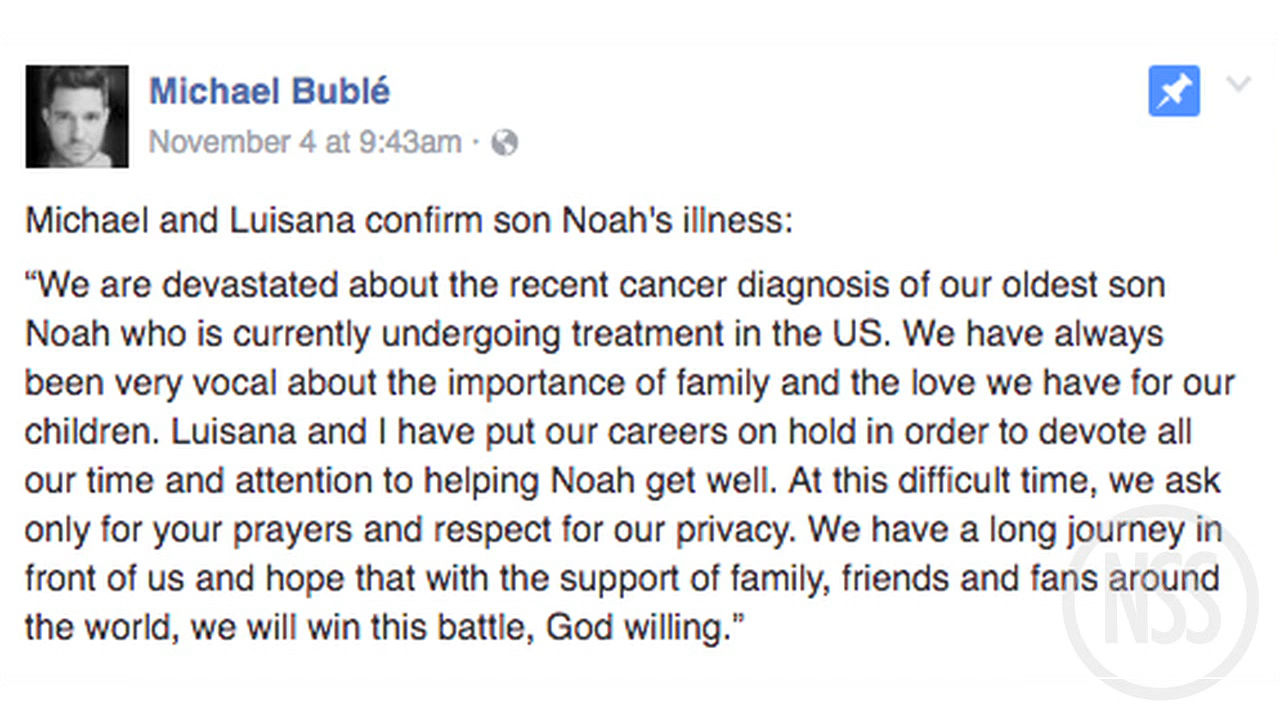 Michael Bublé
November 4 at 9:43am ·
Michael and Luisana confirm son Noah's illness:
“We are devastated about the recent cancer diagnosis of our oldest son
Noah who is currently undergoing treatment in the US. We have always
been very vocal about the importance of family and the love we have for our
children. Luisana and I have put our careers on hold in order to devote all
our time and attention to helping Noah get well. At this difficult time, we ask
only for your prayers and respect for our privacy. We have a long journey in
front of us and hope that with the support of family, friends and fans around
the world, we will win this battle, God willing.”
NSS